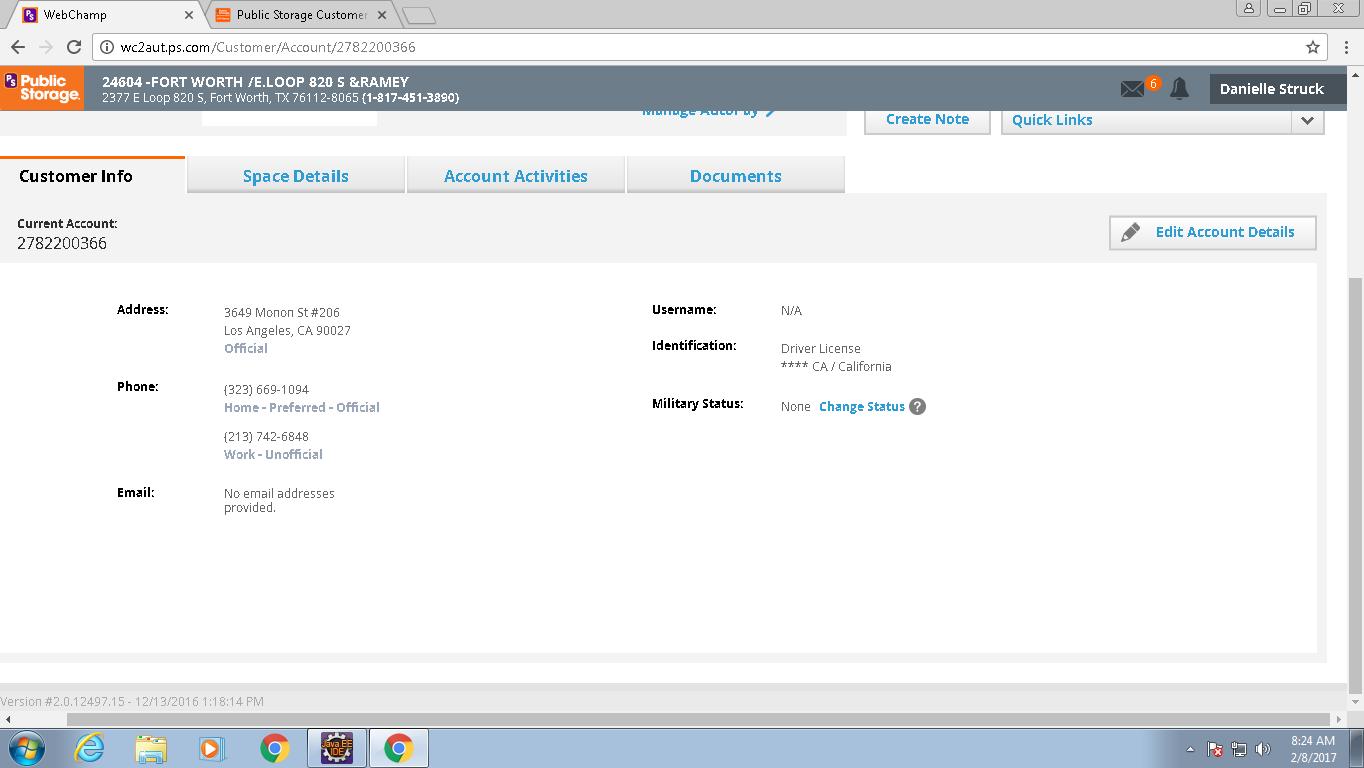 WebChamp
Public Storage Customer
wc2aut.ps.com/Customer/Account/2782200366
Public Storage
24604 -FORT WORTH /E.LOOP 820 S &RAMEY
2377 E Loop 820 S, Fort Worth, TX 76112-8065 (1-817-451-3890)
6
Danielle Struck
Manage AutoPay
Create Note
Quick Links
Customer Info
Space Details
Account Activities
Documents
Current Account:
2782200366
Edit Account Details
Address:
3649 Monon St #206
Los Angeles, CA 90027
Official
Phone:
(323) 669-1094
Home - Preferred - Official
(213) 742-6848
Work - Unofficial
Email:
No email addresses
provided.
Username:
N/A
Identification:
Driver License
**** CA / California
Military Status:
None Change Status ?
Version #2.0.12497.15 - 12/13/2016 1:18:14 PM
Java EE
IDE
8:24 AM
2/8/2017